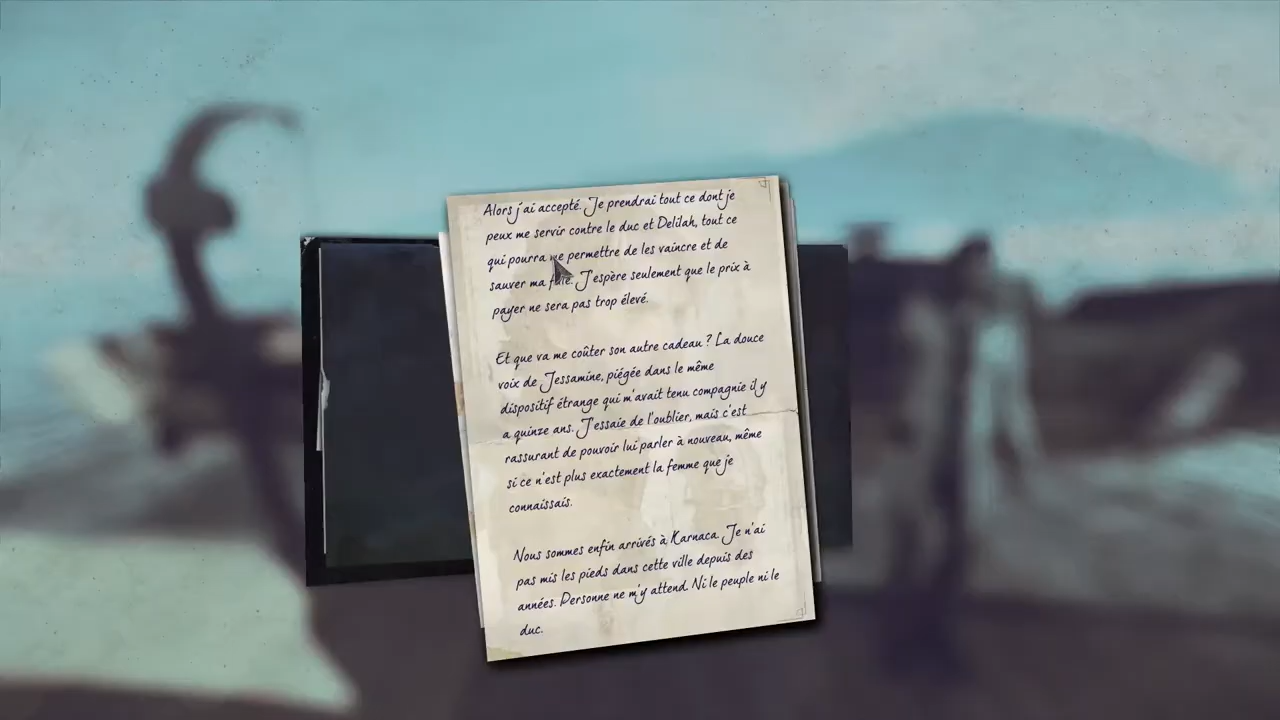 Alors j'ai accepté. Je prendrai tout ce dont je
peux me servir contre le duc et Delilah, tout ce
qui pourra me permettre de les vaincre et de
sauver ma fille. J'espère seulement que le prix à
payer ne sera pas trop élevé.
Et que va me coûter son autre cadeau ? La douce
voix de Jessamine, piégée dans le même
dispositif étrange qui m'avait tenu compagnie il y
a quinze ans. J'essaie de l'oublier, mais c'est
rassurant de pouvoir lui parler à nouveau, même
si ce n'est plus exactement la femme que je
connaissais.
Nous sommes enfin arrivés à Karnaca. Je n'ai
pas mis les pieds dans cette ville depuis des
années. Personne ne m'y attend. Ni le peuple ni le
duc.